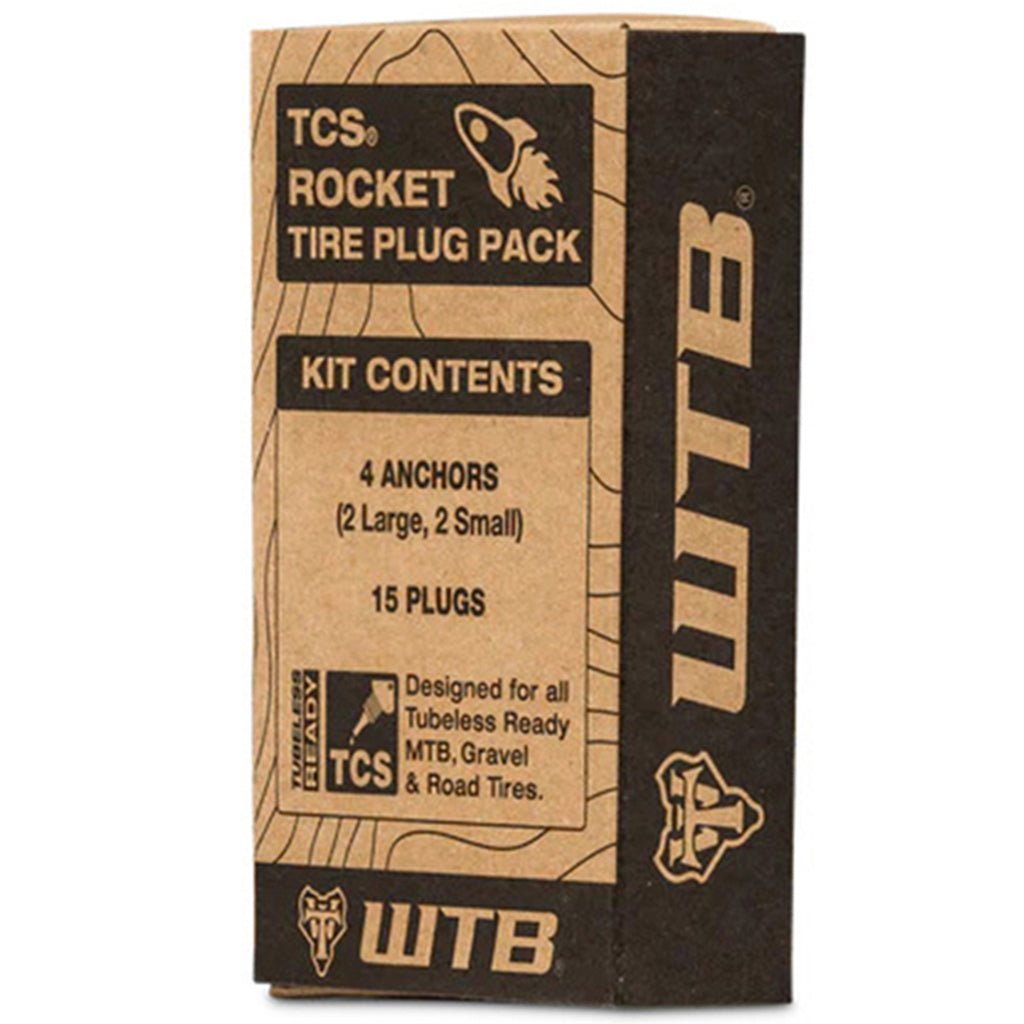 TCS®
ROCKET
TIRE PLUG PACK
KIT CONTENTS
4 ANCHORS
(2 Large, 2 Small)
15 PLUGS
TUBELESS
READY
TCS
Designed for all
Tubeless Ready
MTB, Gravel
& Road Tires.
WTB
WTB®